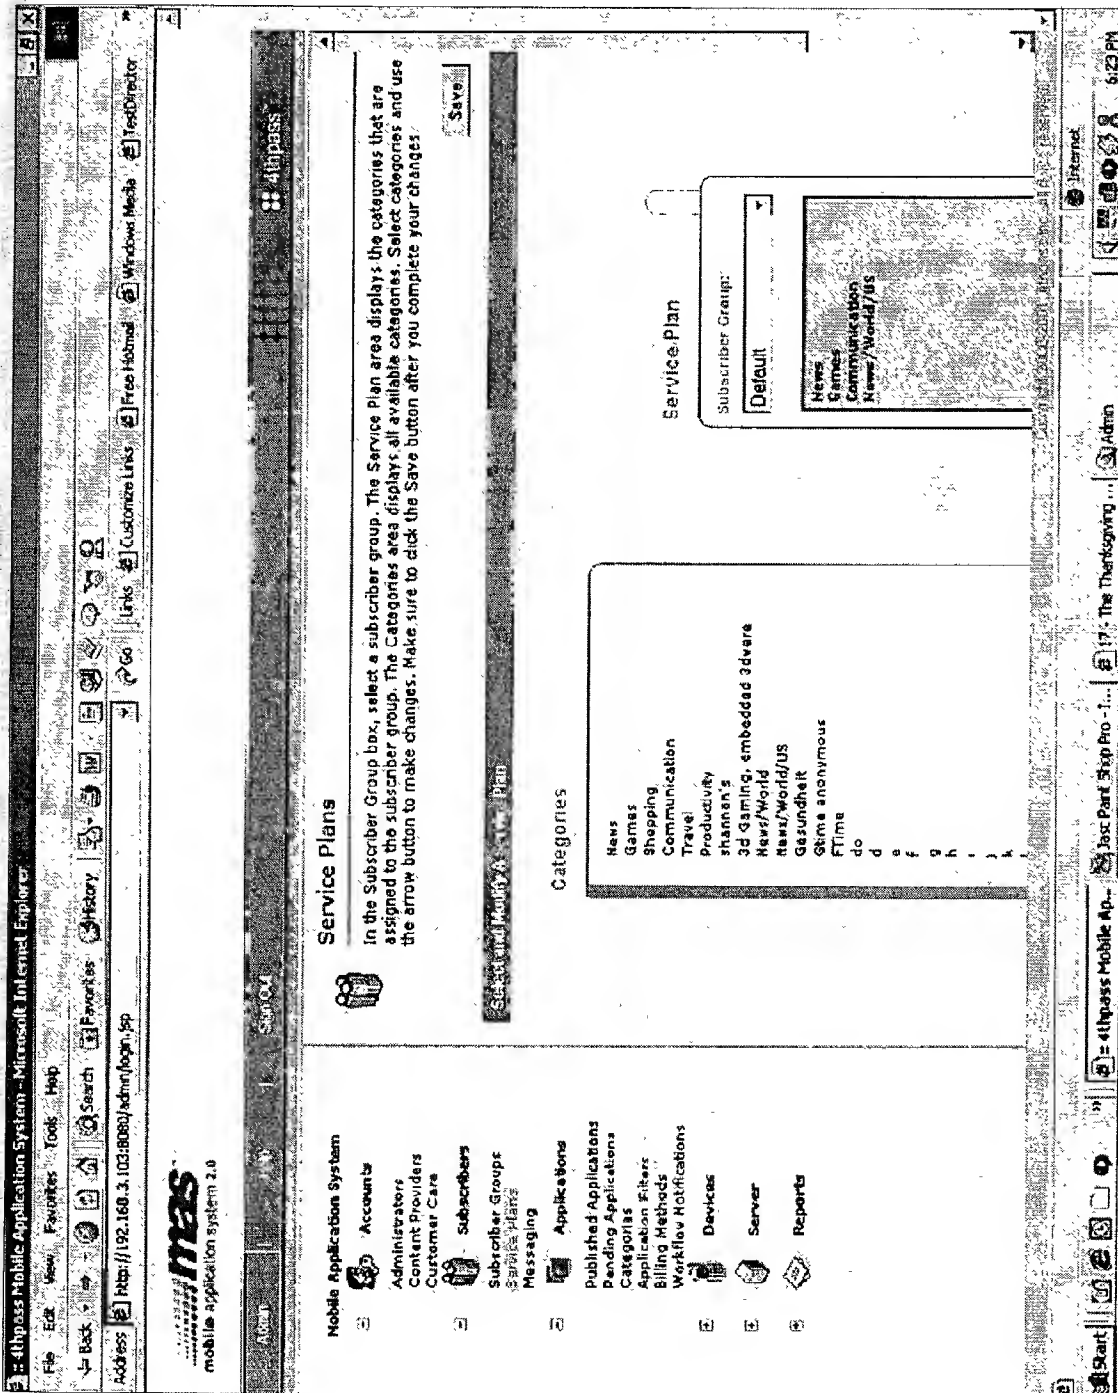 4thpass Mobile Application System - Microsoft Internet Explorer
File Edit View Favorites Tools Help
Back Search Favorites History
Address http://192.168.3.103:8080/admin/login.jsp Go Links Customize Links Free Hotmail Windows Media TestDirector
mas
mobile application system 2.0
Admin Sign Out 4thpass
Mobile Application System
Accounts
Administrators
Content Providers
Customer Care
Subscribers
Subscriber Groups
Service Plans
Messaging
Applications
Published Applications
Pending Applications
Categories
Application Filters
Billing Methods
Workflow Notifications
Devices
Server
Reports
Service Plans
In the Subscriber Group box, select a subscriber group. The Service Plan area displays the categories that are
assigned to the subscriber group. The Categories area displays all available categories. Select categories and use
the arrow button to make changes. Make sure to click the Save button after you complete your changes.
Save
Select and Modify Plan
Categories
News
Games
Shopping
Communication
Travel
Productivity
shannan's
3d Gaming, embedded 3dware
News/World
News/World/US
Gesundheit
Gtime anonymous
FTime
do
d
e
f
g
h
i
j
k
Service Plan
Subscriber Group:
Default
News
Games
Communication
News/World/US
Start 4thpass Mobile Ap... Jasc Paint Shop Pro - I... 17 - The Thanksgiving ... Admin
Internet
6:23 PM